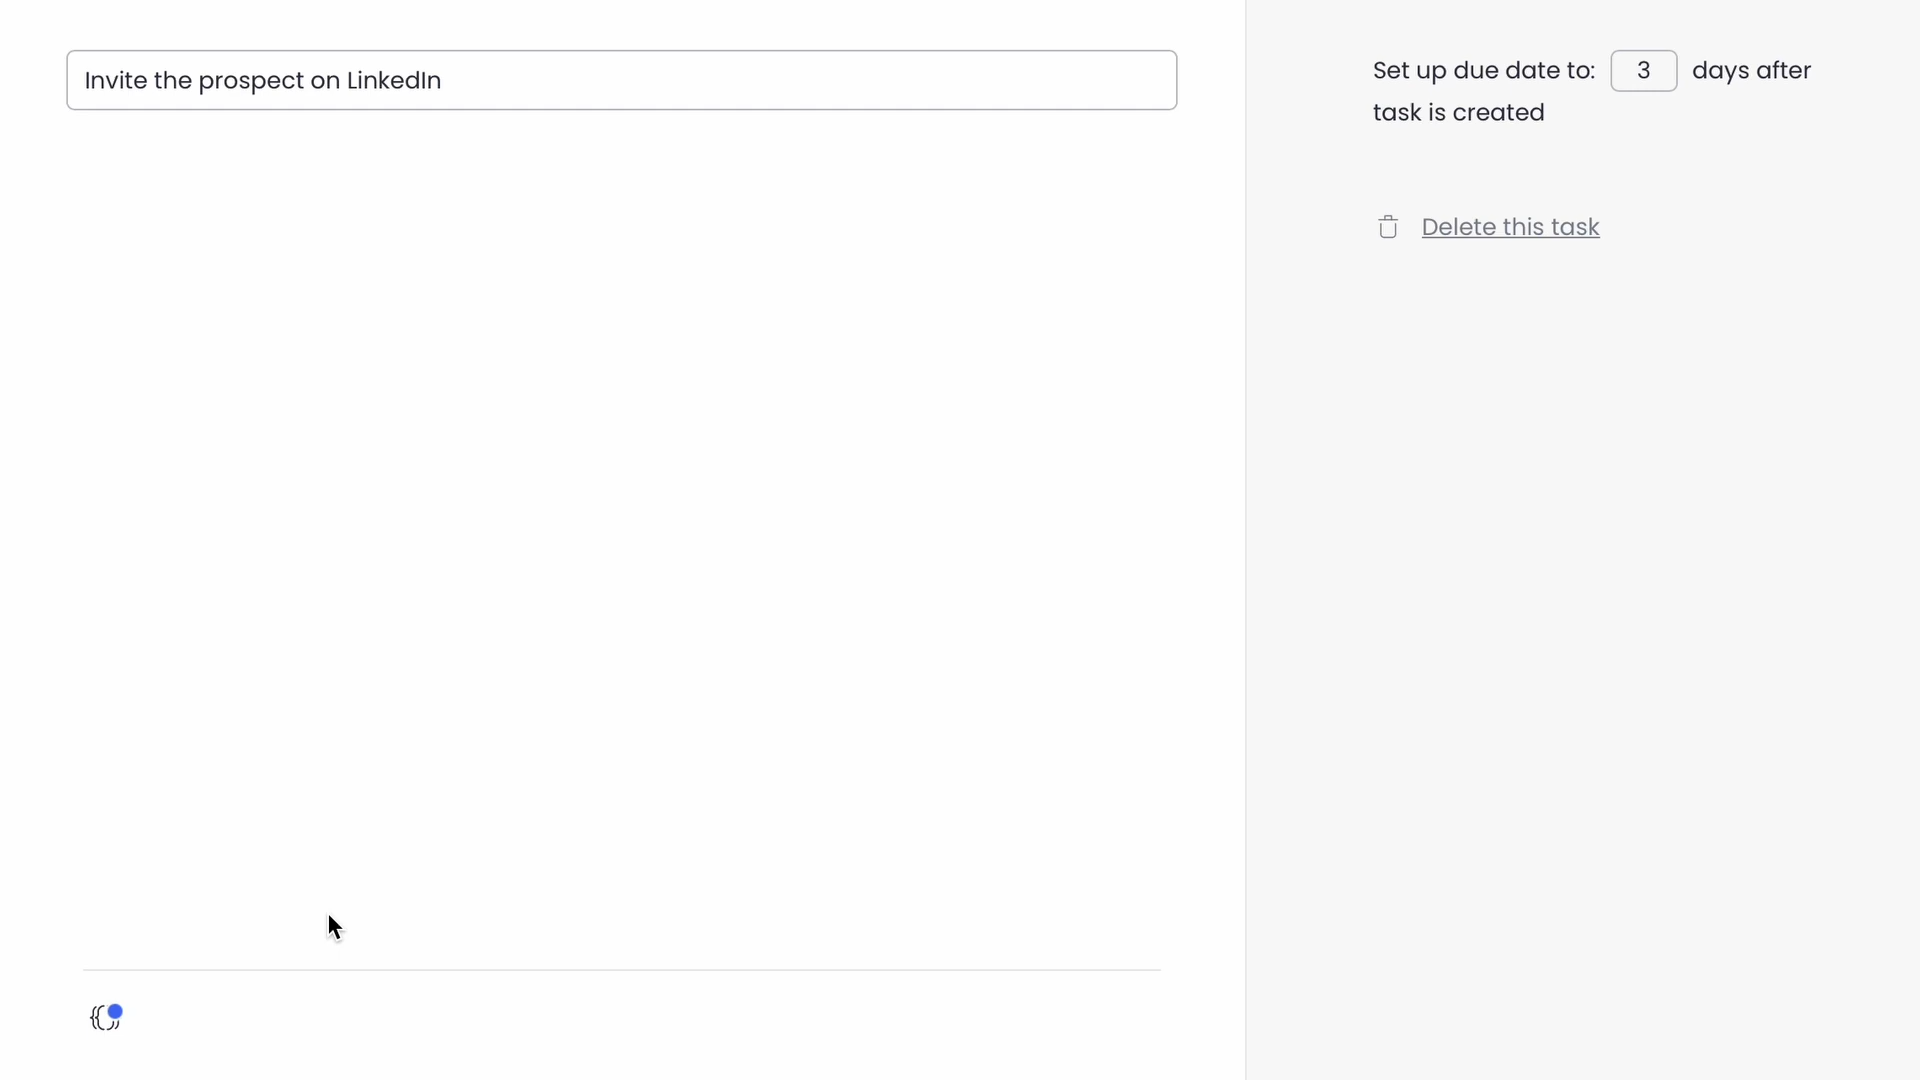 Invite the prospect on LinkedIn
Set up due date to: 3 days after
task is created
Delete this task